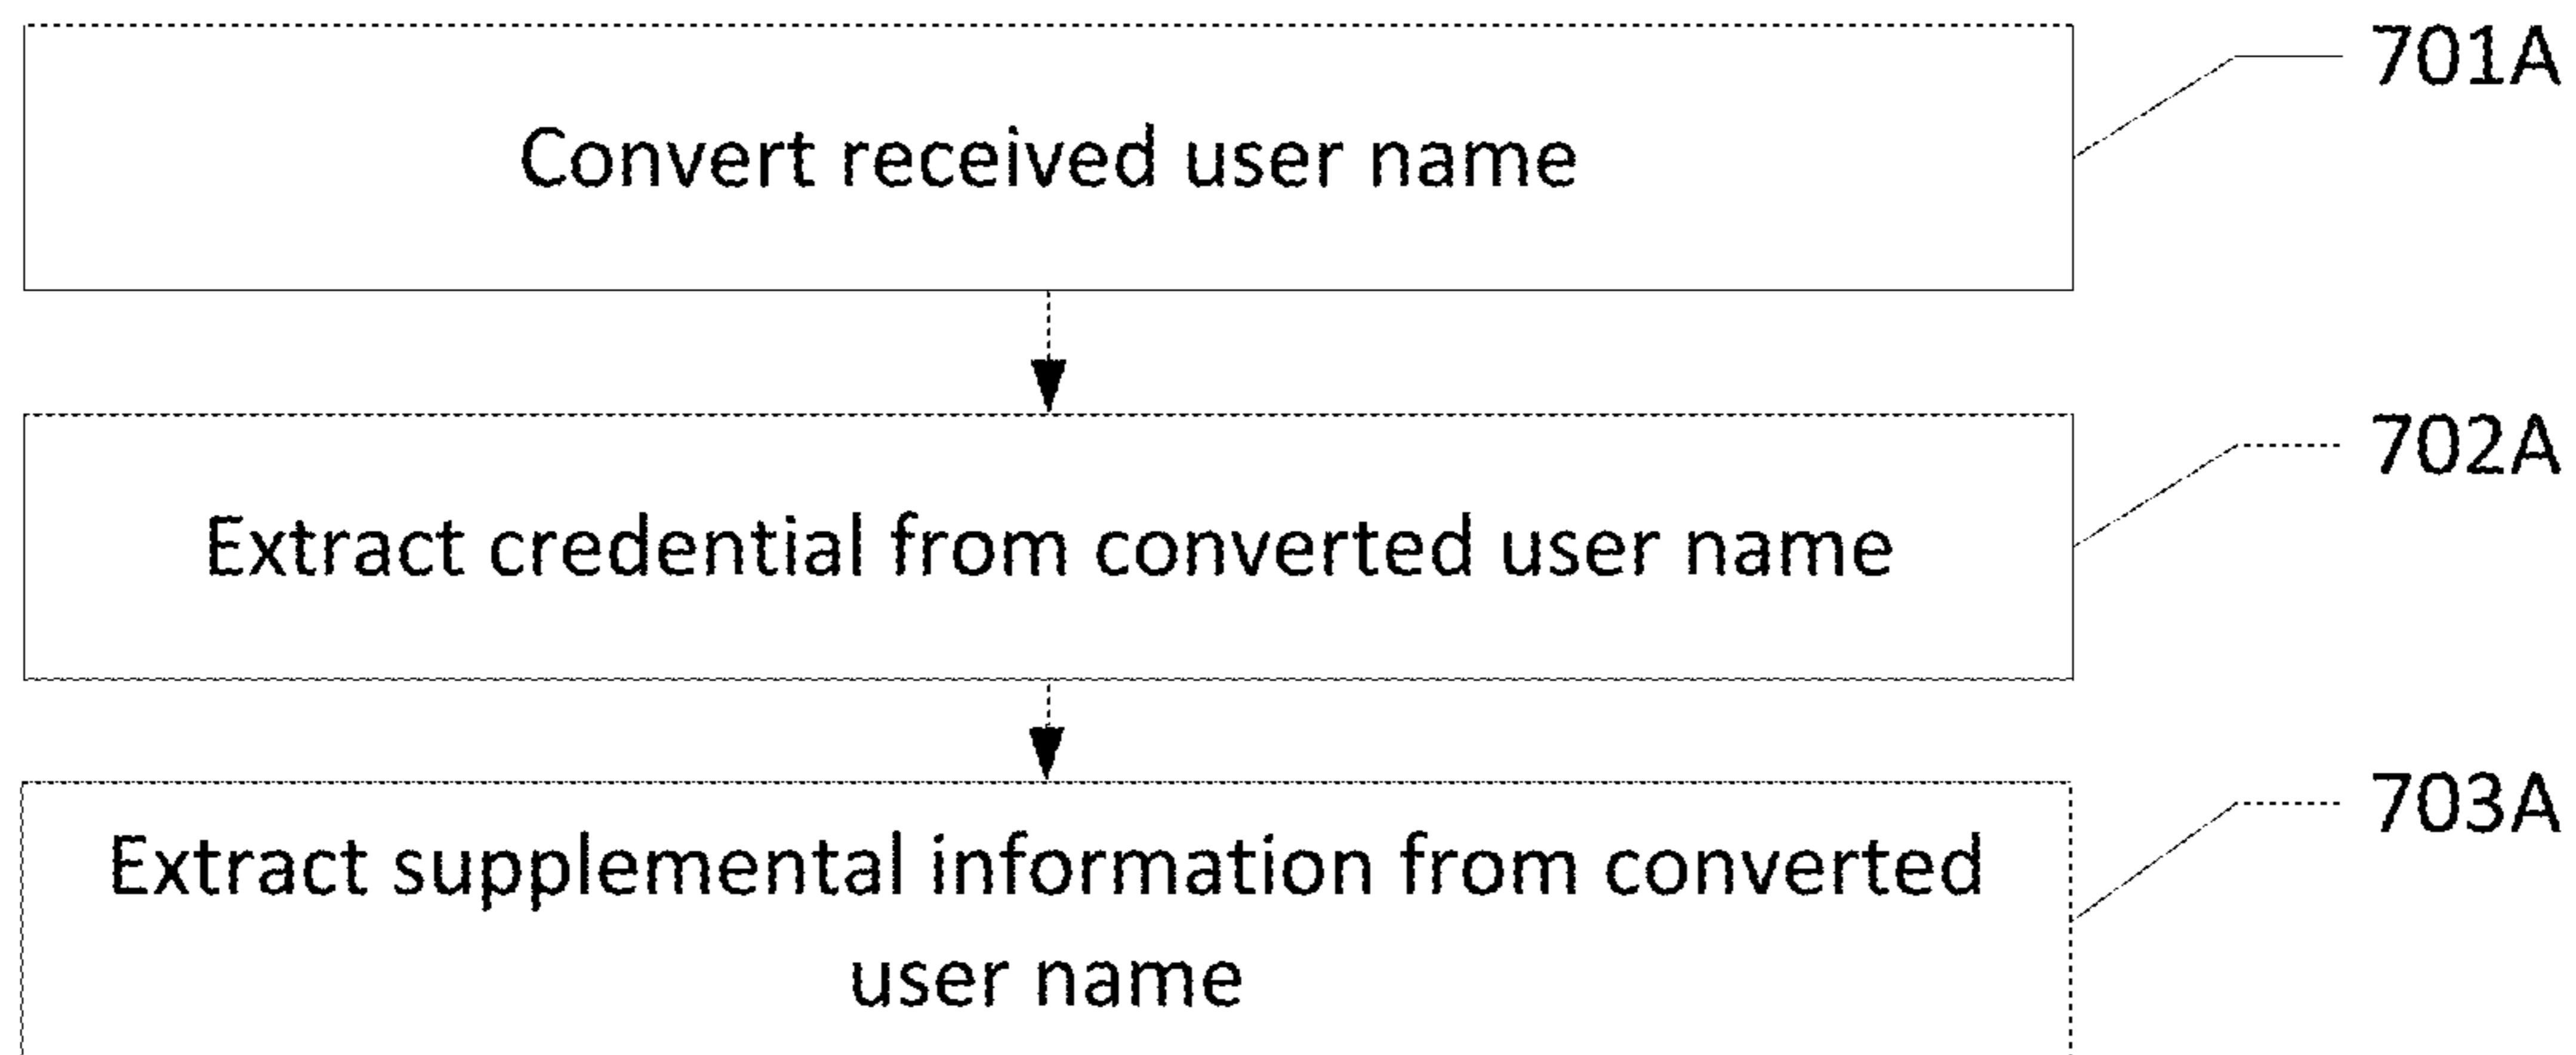 701A
Convert received user name
702A
Extract credential from converted user name
703A
Extract supplemental information from converted
user name